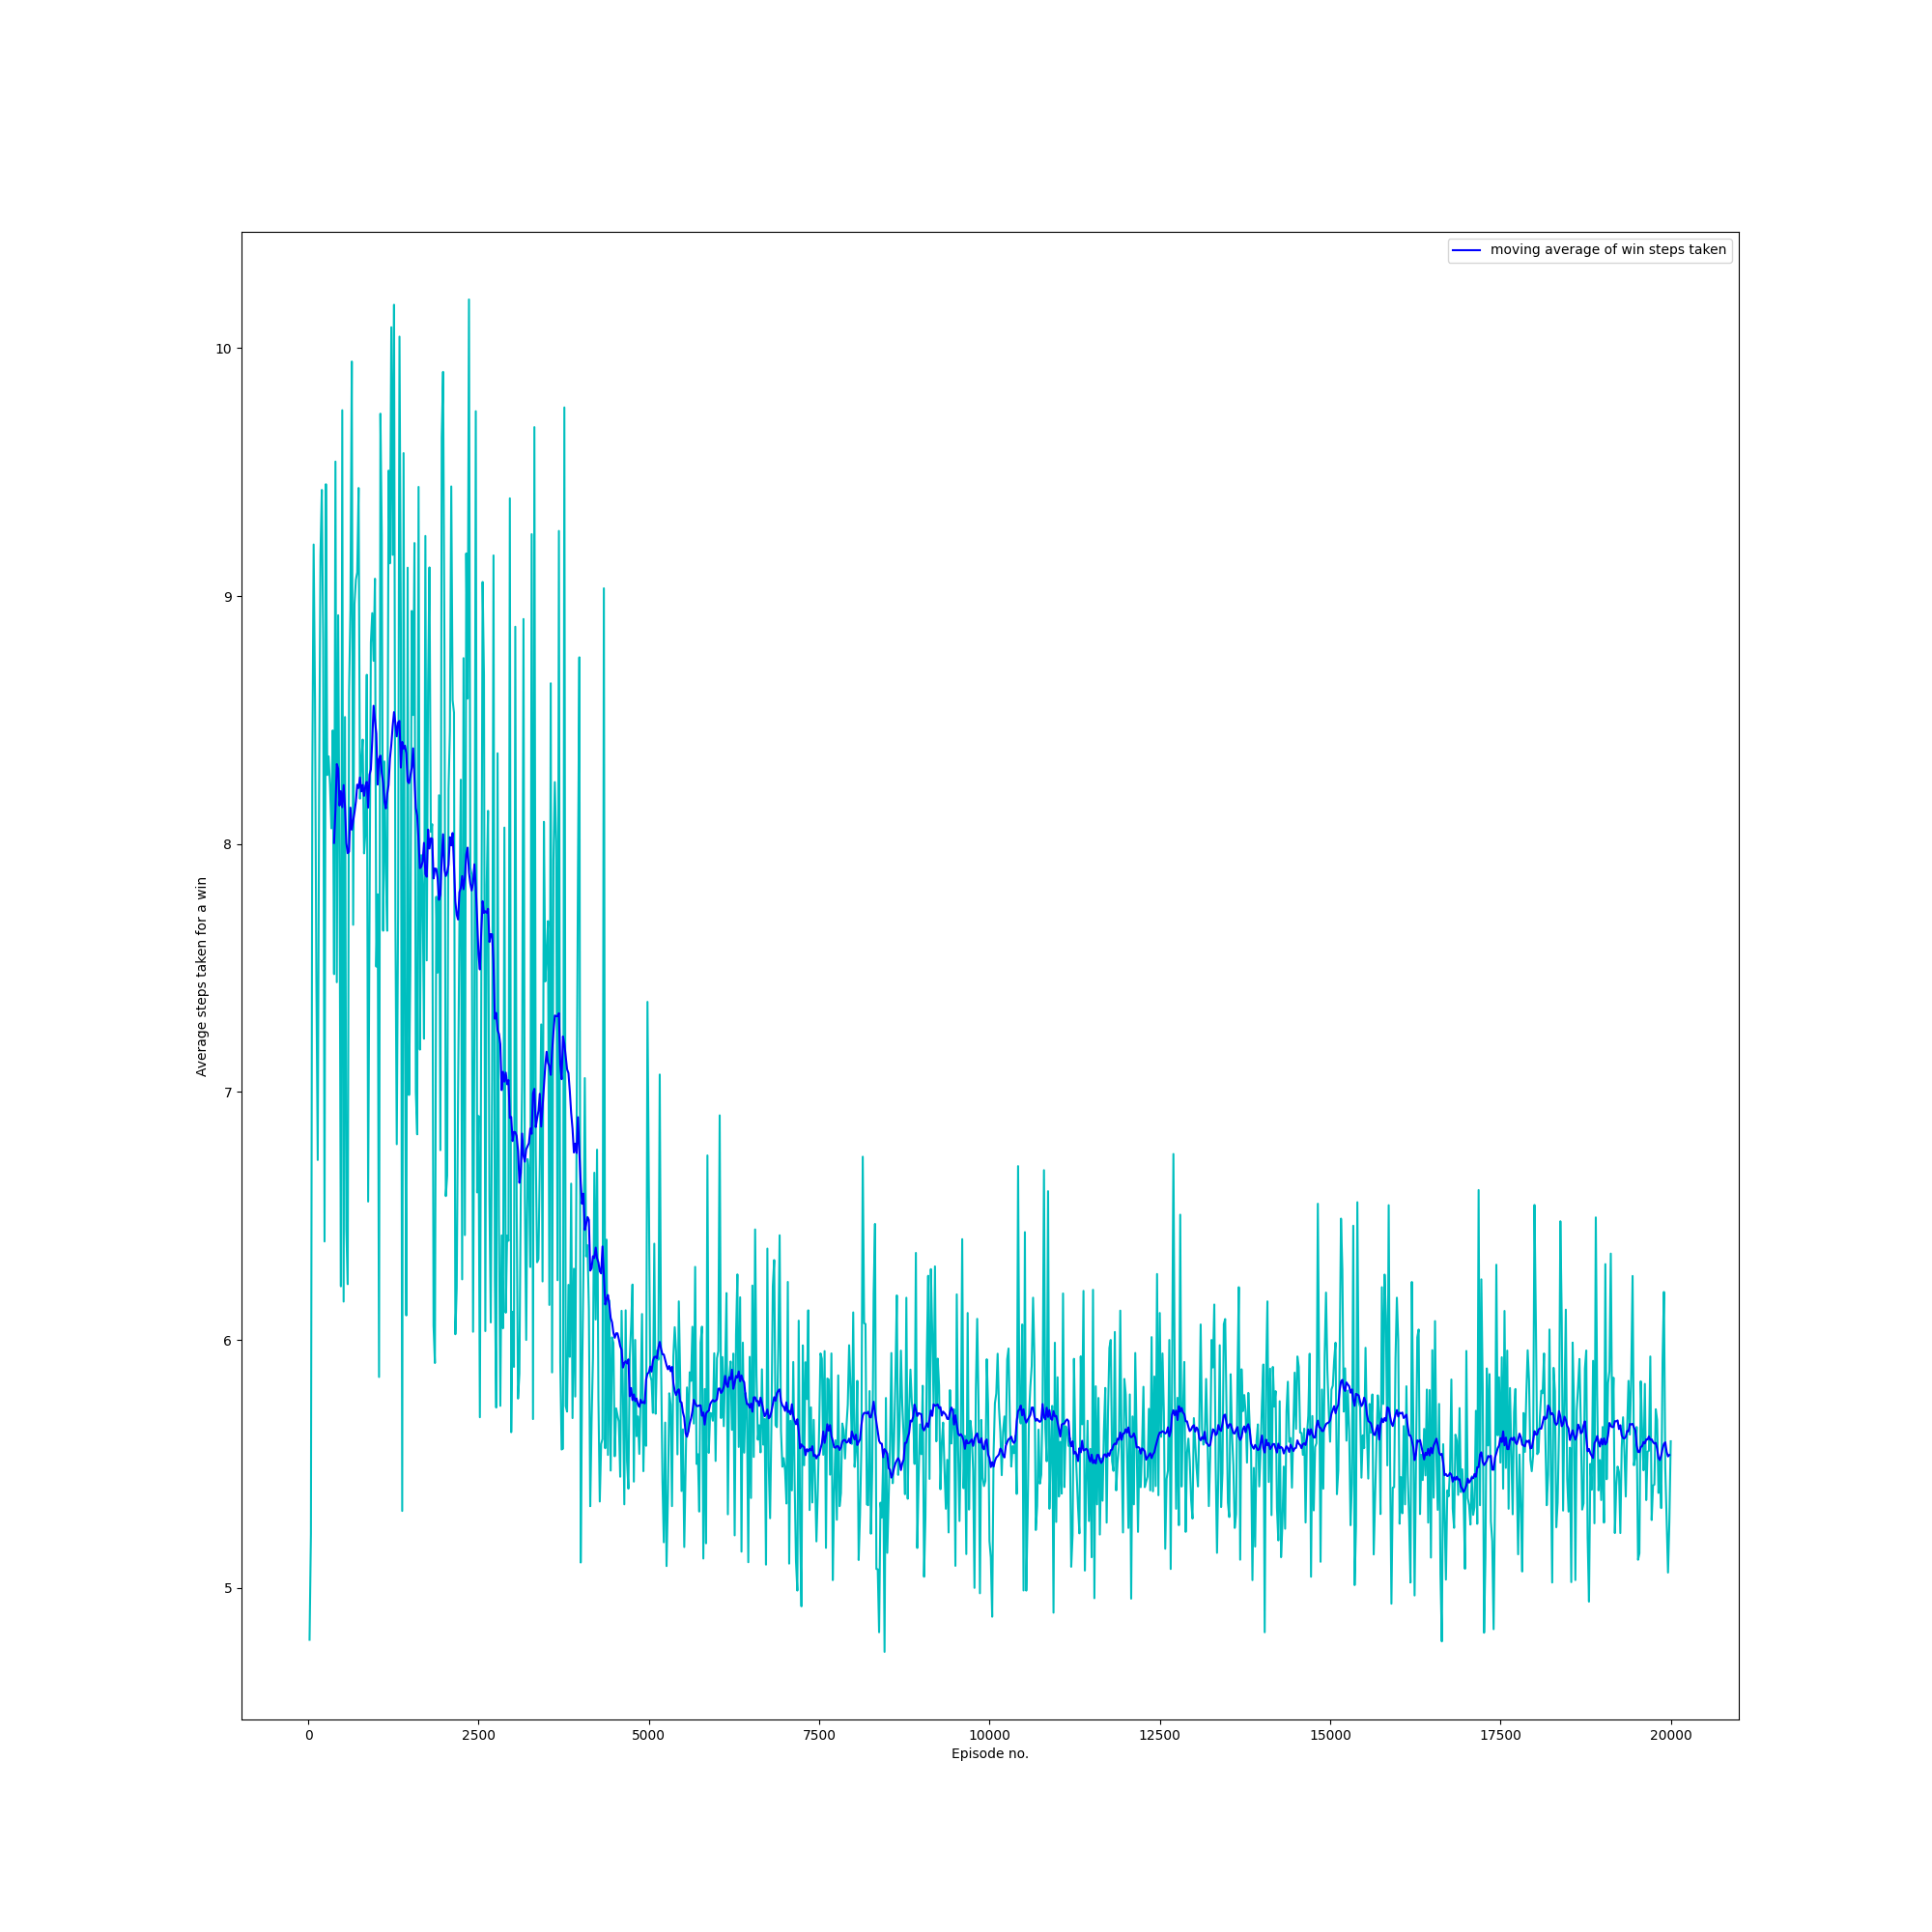 moving average of win steps taken
10
9
8
7
6
5
Average steps taken for a win
0 2500 5000 7500 10000 12500 15000 17500 20000
Episode no.